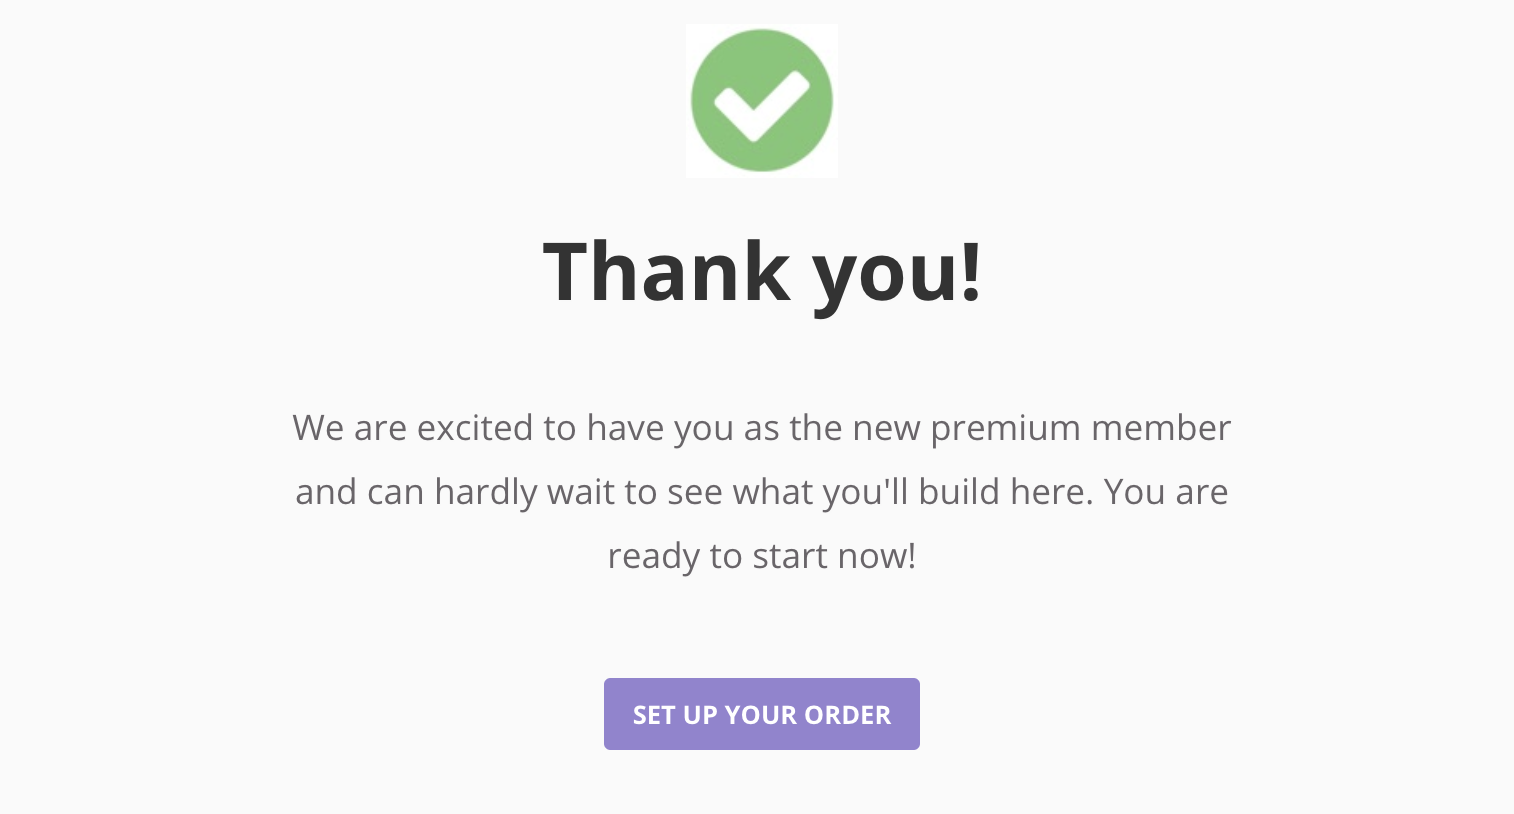 Thank you!
We are excited to have you as the new premium member
and can hardly wait to see what you'll build here. You are
ready to start now!
SET UP YOUR ORDER